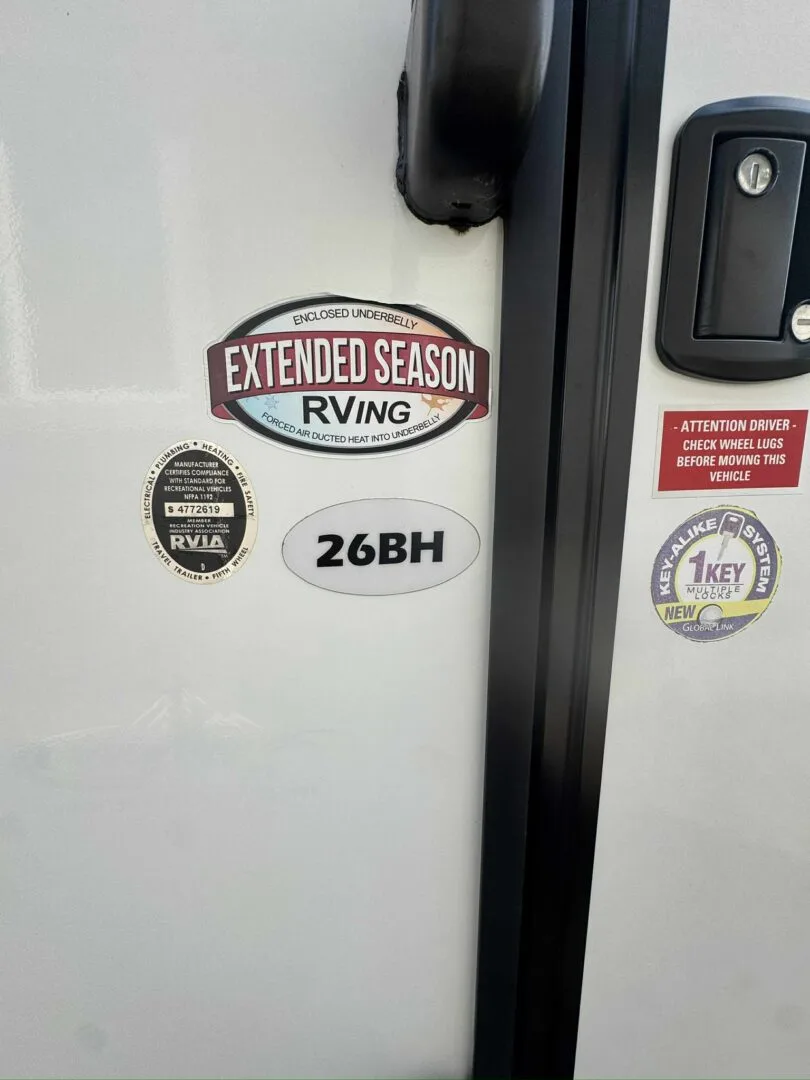 ENCLOSED UNDERBELLY
EXTENDED SEASON
RVING
FORCED AIR DUCTED HEAT INTO UNDERBELLY
ELECTRICAL • PLUMBING • HEATING • FIRE SAFETY
MANUFACTURER
CERTIFIES COMPLIANCE
WITH STANDARD FOR
RECREATIONAL VEHICLES
NFPA 1192
S 4772619
MEMBER
RECREATION VEHICLE
INDUSTRY ASSOCIATION
RVIA
TM
D
TRAVEL TRAILER • FIFTH WHEEL
26BH
- ATTENTION DRIVER -
CHECK WHEEL LUGS
BEFORE MOVING THIS
VEHICLE
KEY-ALIKE SYSTEM
1KEY
MULTIPLE
LOCKS
NEW
GLOBAL LINK